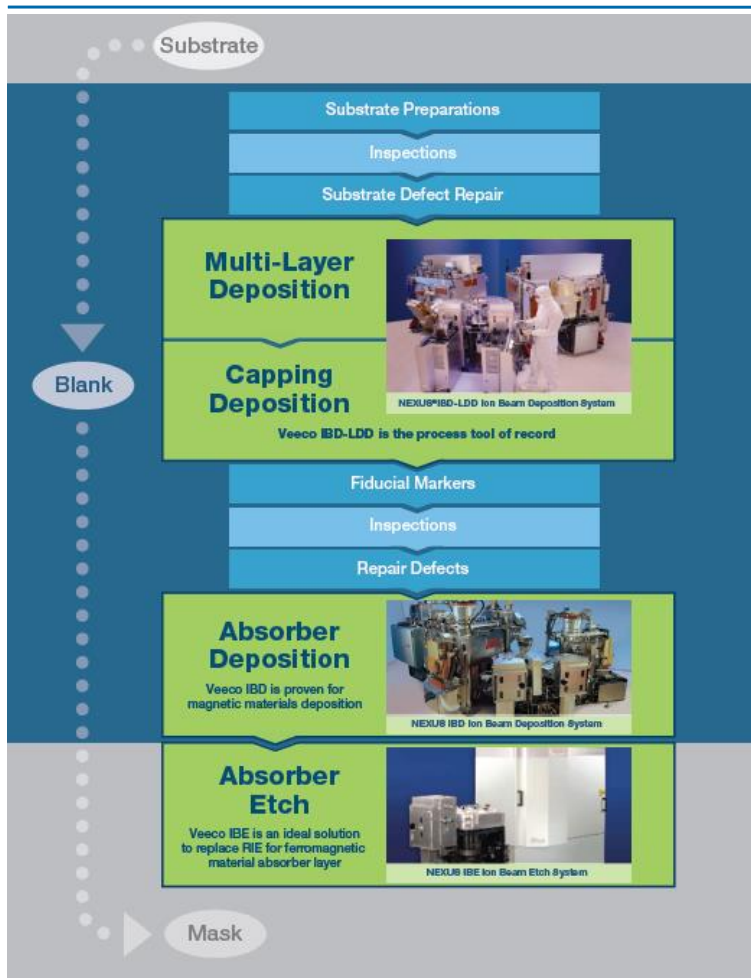 Substrate
Substrate Preparations
Inspections
Substrate Defect Repair
Multi-Layer
Deposition
NEXUS®IBD-LDD Ion Beam Deposition System
Blank
Capping
Deposition
Veeco IBD-LDD is the process tool of record
Fiducial Markers
Inspections
Repair Defects
Absorber
Deposition
Veeco IBD is proven for
magnetic materials deposition
NEXUS IBD Ion Beam Deposition System
Absorber
Etch
Veeco IBE is an ideal solution
to replace RIE for ferromagnetic
material absorber layer
NEXUS IBE Ion Beam Etch System
Mask